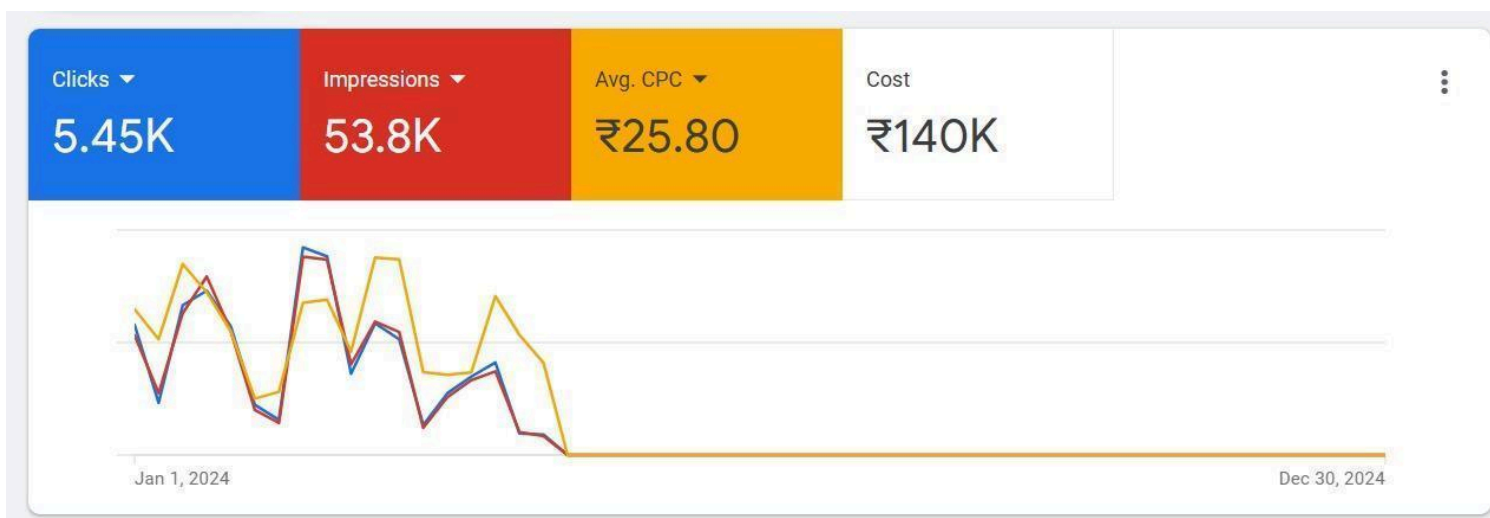 Clicks Impressions Avg. CPC Cost
5.45K 53.8K ₹25.80 ₹140K
Jan 1, 2024 Dec 30, 2024